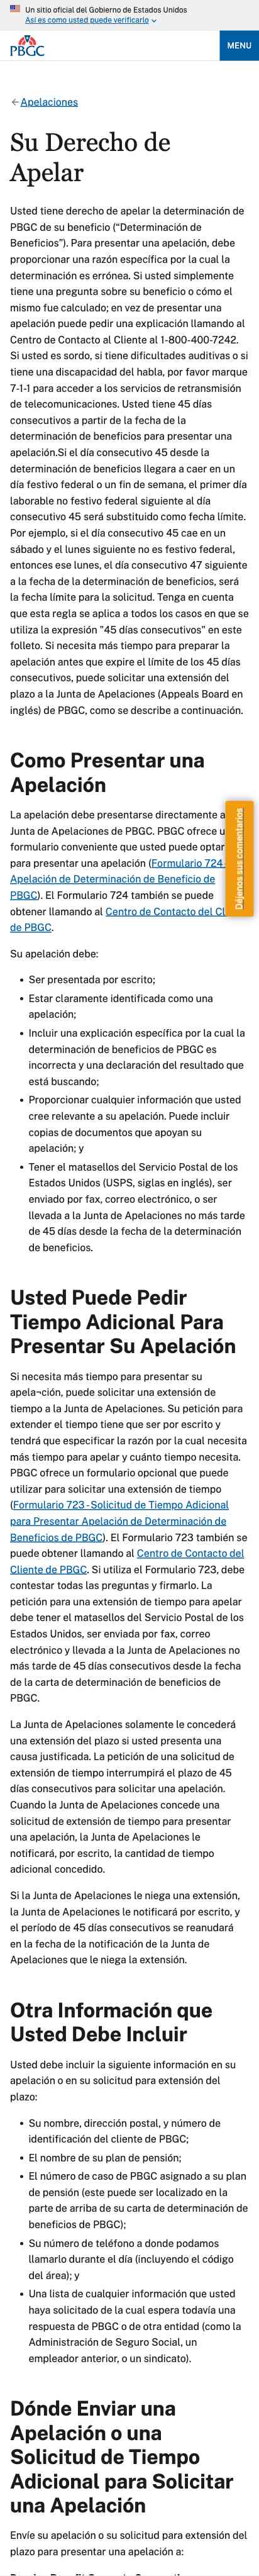 Un sitio oficial del Gobierno de Estados Unidos
Así es como usted puede verificarlo
PBGC
MENU
Apelaciones
Su Derecho de
Apelar
Usted tiene derecho de apelar la determinación de
PBGC de su beneficio (“Determinación de
Beneficios”). Para presentar una apelación, debe
proporcionar una razón específica por la cual la
determinación es errónea. Si usted simplemente
tiene una pregunta sobre su beneficio o cómo el
mismo fue calculado; en vez de presentar una
apelación puede pedir una explicación llamando al
Centro de Contacto al Cliente al 1-800-400-7242.
Si usted es sordo, si tiene dificultades auditivas o si
tiene una discapacidad del habla, por favor marque
7-1-1 para acceder a los servicios de retransmisión
de telecomunicaciones. Usted tiene 45 días
consecutivos a partir de la fecha de la
determinación de beneficios para presentar una
apelación.Si el día consecutivo 45 desde la
determinación de beneficios llegara a caer en un
día festivo federal o un fin de semana, el primer día
laborable no festivo federal siguiente al día
consecutivo 45 será substituido como fecha límite.
Por ejemplo, si el día consecutivo 45 cae en un
sábado y el lunes siguiente no es festivo federal,
entonces ese lunes, el día consecutivo 47 siguiente
a la fecha de la determinación de beneficios, será
la fecha límite para la solicitud. Tenga en cuenta
que esta regla se aplica a todos los casos en que se
utiliza la expresión "45 días consecutivos" en este
folleto. Si necesita más tiempo para preparar la
apelación antes que expire el límite de los 45 días
consecutivos, puede solicitar una extensión del
plazo a la Junta de Apelaciones (Appeals Board en
inglés) de PBGC, como se describe a continuación.
Como Presentar una
Apelación
La apelación debe presentarse directamente a
Junta de Apelaciones de PBGC. PBGC ofrece u
formulario conveniente que usted puede optar
para presentar una apelación (Formulario 724
Apelación de Determinación de Beneficio de
PBGC). El Formulario 724 también se puede
obtener llamando al Centro de Contacto del Cl
de PBGC.
Déjenos sus comentarios
Su apelación debe:
• Ser presentada por escrito;
• Estar claramente identificada como una
apelación;
• Incluir una explicación específica por la cual la
determinación de beneficios de PBGC es
incorrecta y una declaración del resultado que
está buscando;
• Proporcionar cualquier información que usted
cree relevante a su apelación. Puede incluir
copias de documentos que apoyan su
apelación; y
• Tener el matasellos del Servicio Postal de los
Estados Unidos (USPS, siglas en inglés), ser
enviado por fax, correo electrónico, o ser
llevada a la Junta de Apelaciones no más tarde
de 45 días desde la fecha de la determinación
de beneficios.
Usted Puede Pedir
Tiempo Adicional Para
Presentar Su Apelación
Si necesita más tiempo para presentar su
apela¬ción, puede solicitar una extensión de
tiempo a la Junta de Apelaciones. Su petición para
extender el tiempo tiene que ser por escrito y
tendrá que especificar la razón por la cual necesita
más tiempo para apelar y cuánto tiempo necesita.
PBGC ofrece un formulario opcional que puede
utilizar para solicitar una extensión de tiempo
(Formulario 723 - Solicitud de Tiempo Adicional
para Presentar Apelación de Determinación de
Beneficios de PBGC). El Formulario 723 también se
puede obtener llamando al Centro de Contacto del
Cliente de PBGC. Si utiliza el Formulario 723, debe
contestar todas las preguntas y firmarlo. La
petición para una extensión de tiempo para apelar
debe tener el matasellos del Servicio Postal de los
Estados Unidos, ser enviada por fax, correo
electrónico y llevada a la Junta de Apelaciones no
más tarde de 45 días consecutivos desde la fecha
de la carta de determinación de beneficios de
PBGC.
La Junta de Apelaciones solamente le concederá
una extensión del plazo si usted presenta una
causa justificada. La petición de una solicitud de
extensión de tiempo interrumpirá el plazo de 45
días consecutivos para solicitar una apelación.
Cuando la Junta de Apelaciones concede una
solicitud de extensión de tiempo para presentar
una apelación, la Junta de Apelaciones le
notificará, por escrito, la cantidad de tiempo
adicional concedido.
Si la Junta de Apelaciones le niega una extensión,
la Junta de Apelaciones le notificará por escrito, y
el período de 45 días consecutivos se reanudará
en la fecha de la notificación de la Junta de
Apelaciones que le niega la extensión.
Otra Información que
Usted Debe Incluir
Usted debe incluir la siguiente información en su
apelación o en su solicitud para extensión del
plazo:
• Su nombre, dirección postal, y número de
identificación del cliente de PBGC;
• El nombre de su plan de pensión;
• El número de caso de PBGC asignado a su plan
de pensión (este puede ser localizado en la
parte de arriba de su carta de determinación de
beneficios de PBGC);
• Su número de teléfono a donde podamos
llamarlo durante el día (incluyendo el código
del área); y
• Una lista de cualquier información que usted
haya solicitado de la cual espera todavía una
respuesta de PBGC o de otra entidad (como la
Administración de Seguro Social, un
empleador anterior, o un sindicato).
Dónde Enviar una
Apelación o una
Solicitud de Tiempo
Adicional para Solicitar
una Apelación
Envíe su apelación o su solicitud para extensión del
plazo para presentar una apelación a: